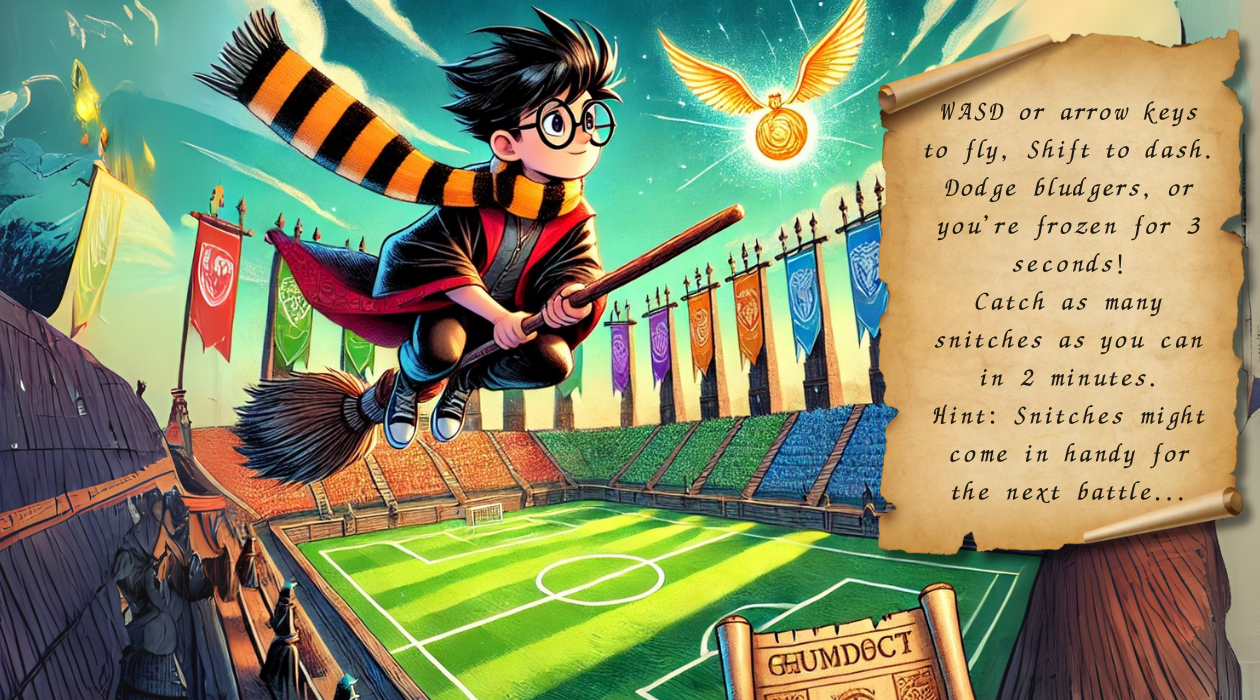 WASD or arrow keys
to fly, Shift to dash.
Dodge bludgers, or
you're frozen for 3
seconds!
Catch as many
snitches as you can
in 2 minutes.
Hint: Snitches might
come in handy for
the next battle...